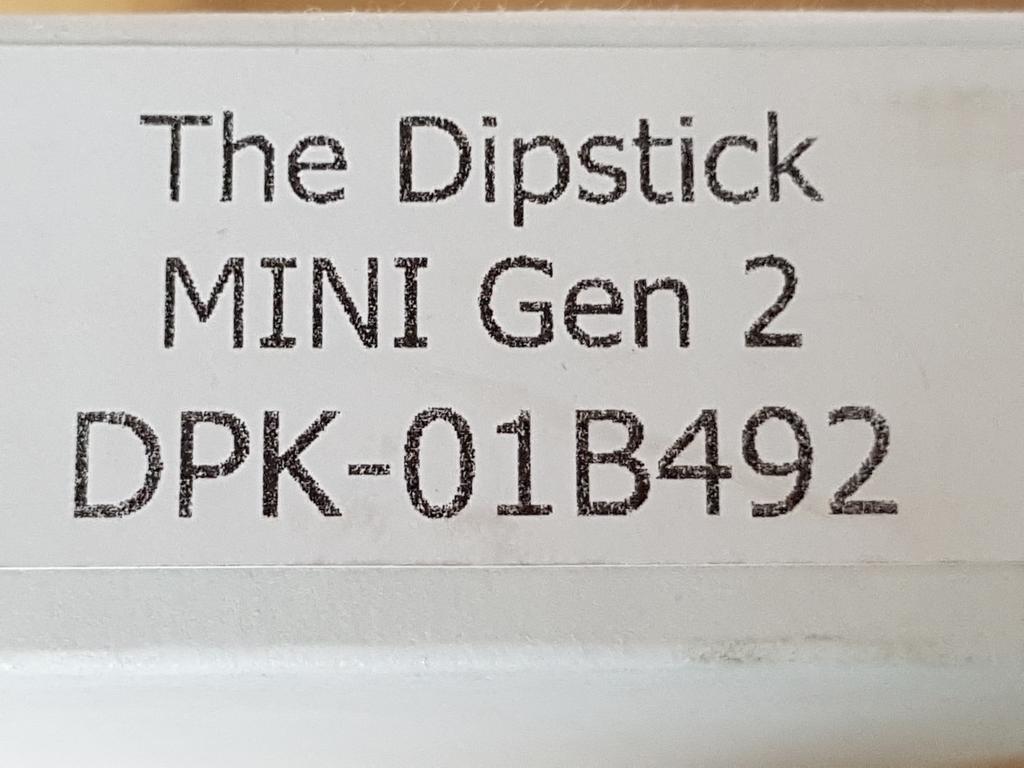 The Dipstick
MINI Gen 2
DPK-01B492